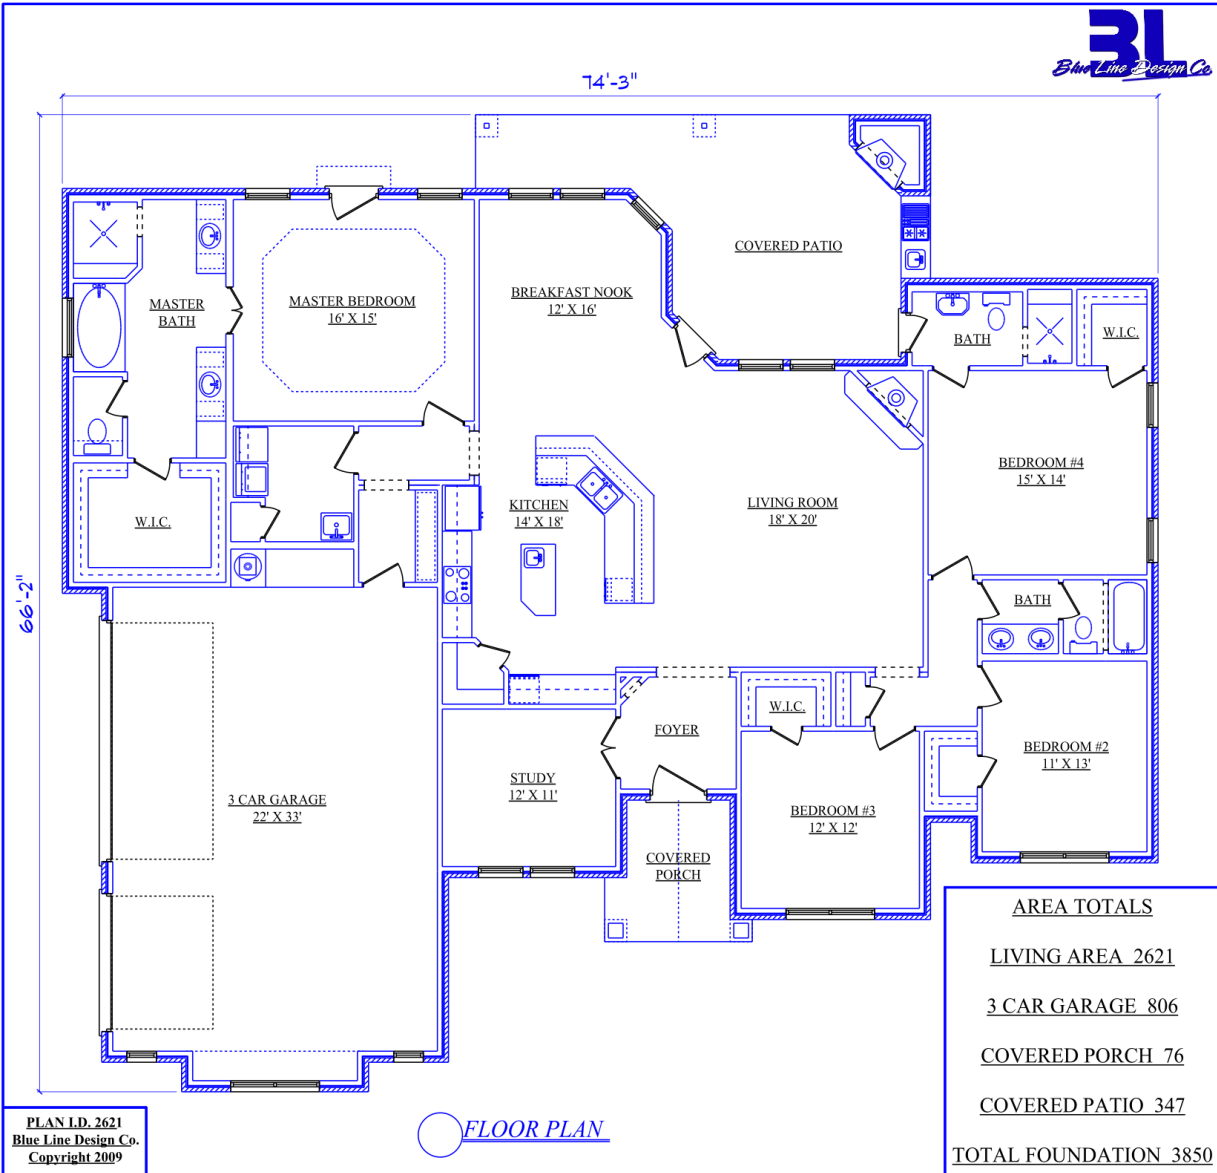 BL
Blue Line Design Co.
74'-3"
66'-2"
COVERED PATIO
MASTER
BATH
MASTER BEDROOM
16' X 15'
BREAKFAST NOOK
12' X 16'
BATH
W.I.C.
BEDROOM #4
15' X 14'
KITCHEN
14' X 18'
LIVING ROOM
18' X 20'
W.I.C.
BATH
W.I.C.
FOYER
BEDROOM #2
11' X 13'
STUDY
12' X 11'
3 CAR GARAGE
22' X 33'
BEDROOM #3
12' X 12'
COVERED
PORCH
AREA TOTALS
LIVING AREA 2621
3 CAR GARAGE 806
COVERED PORCH 76
COVERED PATIO 347
TOTAL FOUNDATION 3850
PLAN I.D. 2621
Blue Line Design Co.
Copyright 2009
FLOOR PLAN